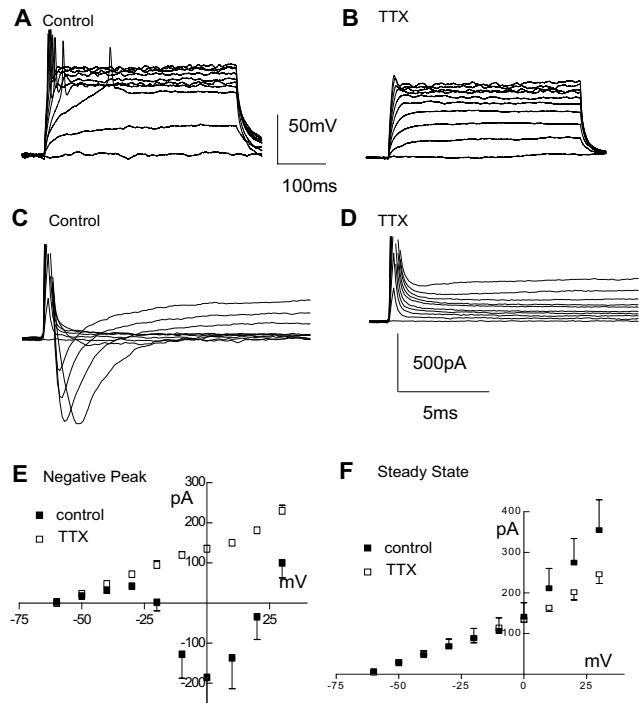 A Control
B TTX
50mV
100ms
C Control
D TTX
500pA
5ms
E Negative Peak
pA
300
control
TTX
200
100
mV
-75 -50 -25 0 25
-100
-200
F Steady State
pA
400
control
TTX
300
200
100
mV
-75 -50 -25 0 25